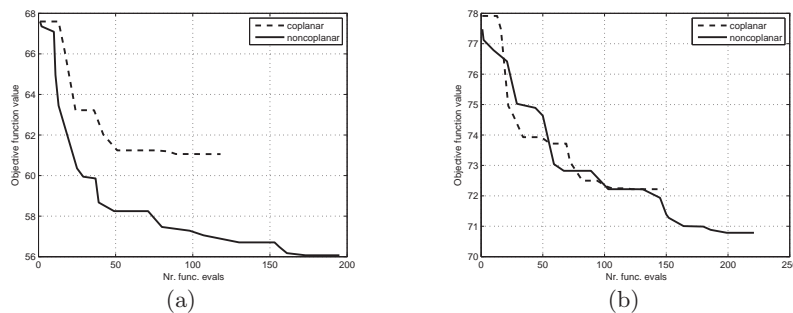 68
66
64
62
60
58
56
0
50
100
150
200
Objective function value
Nr. func. evals
coplanar
noncoplanar
(a)
78
77
76
75
74
73
72
71
70
0
50
100
150
200
250
Objective function value
Nr. func. evals
coplanar
noncoplanar
(b)